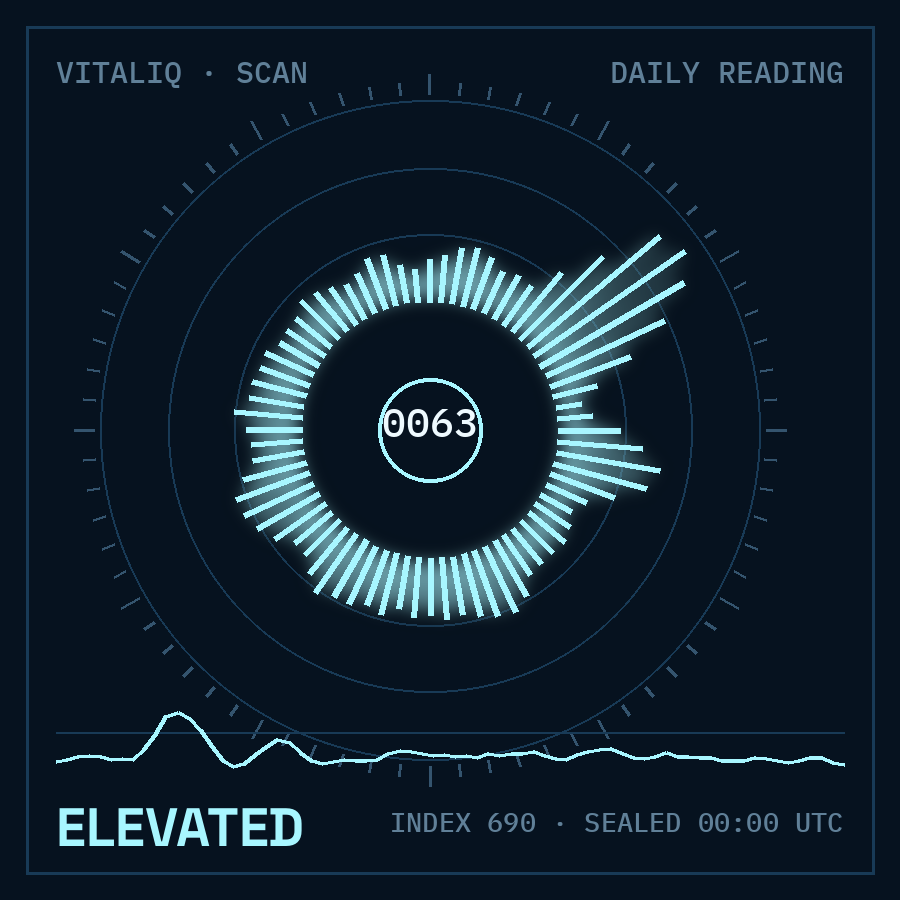 VITALIQ · SCAN
DAILY READING
0063
ELEVATED
INDEX 690 · SEALED 00:00 UTC